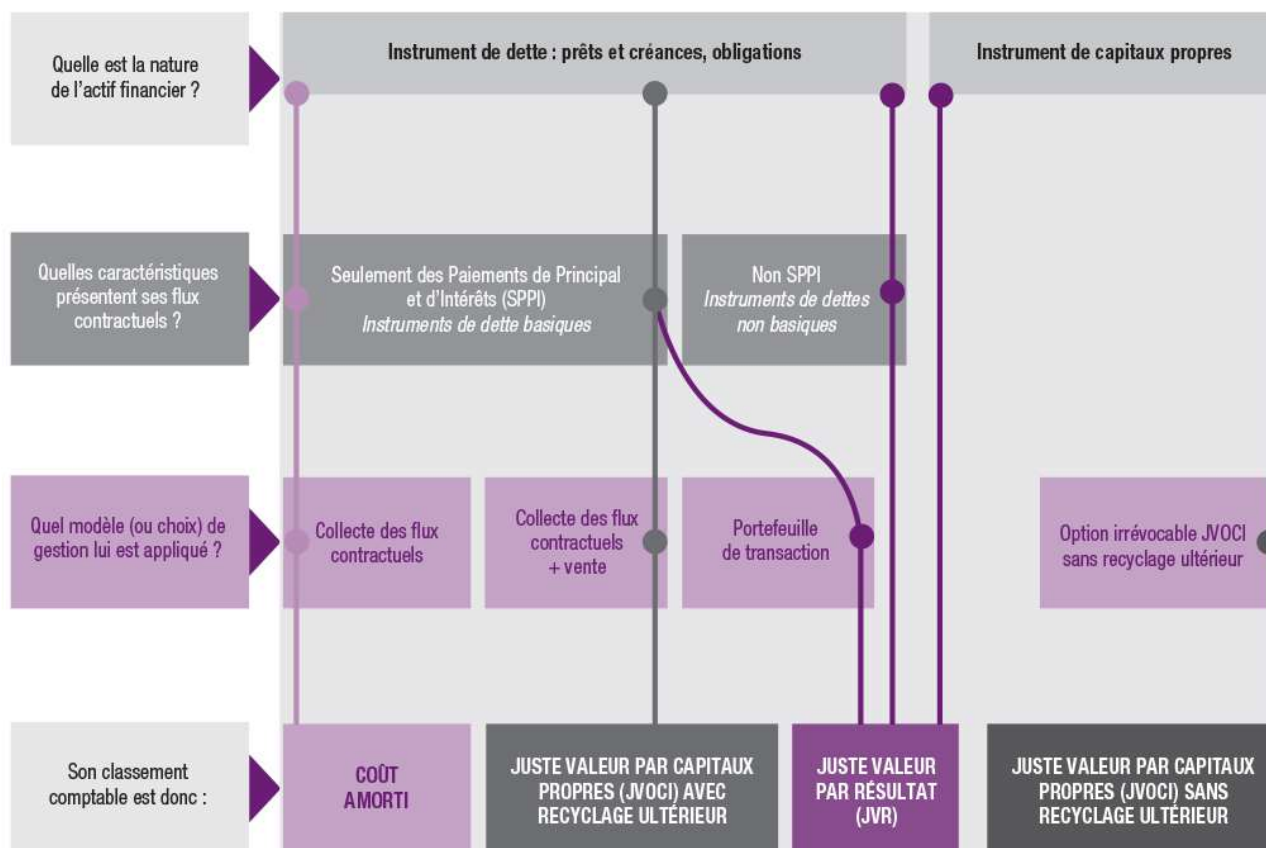 Quelle est la nature
de l'actif financier ?
Instrument de dette : prêts et créances, obligations
Instrument de capitaux propres
Quelles caractéristiques
présentent ses flux
contractuels ?
Seulement des Paiements de Principal
et d'Intérêts (SPPI)
Instruments de dette basiques
Non SPPI
Instruments de dettes
non basiques
Quel modèle (ou choix) de
gestion lui est appliqué ?
Collecte des flux
contractuels
Collecte des flux
contractuels
+ vente
Portefeuille
de transaction
Option irrévocable JVOCI
sans recyclage ultérieur
Son classement
comptable est donc :
COÛT
AMORTI
JUSTE VALEUR PAR CAPITAUX
PROPRES (JVOCI) AVEC
RECYCLAGE ULTÉRIEUR
JUSTE VALEUR
PAR RÉSULTAT
(JVR)
JUSTE VALEUR PAR CAPITAUX
PROPRES (JVOCI) SANS
RECYCLAGE ULTÉRIEUR